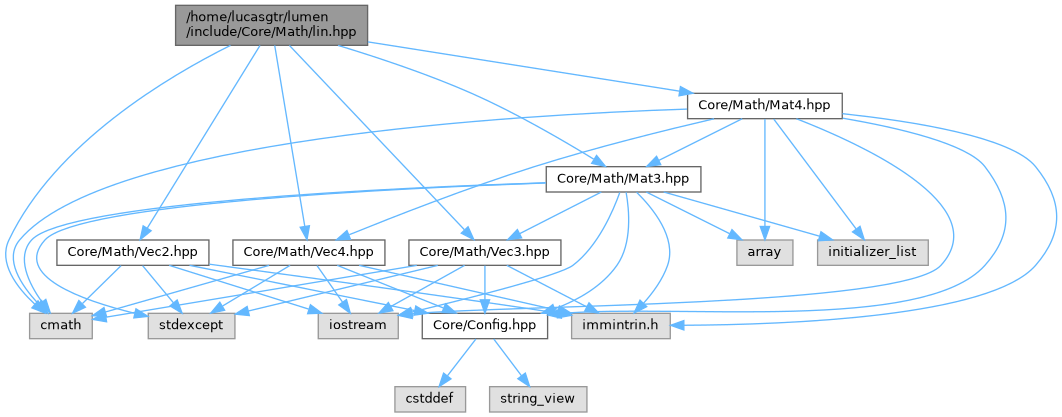 /home/lucasgtr/lumen
/include/Core/Math/lin.hpp
Core/Math/Mat4.hpp
Core/Math/Mat3.hpp
Core/Math/Vec2.hpp
Core/Math/Vec4.hpp
Core/Math/Vec3.hpp
array
initializer_list
cmath
stdexcept
iostream
Core/Config.hpp
immintrin.h
cstddef
string_view